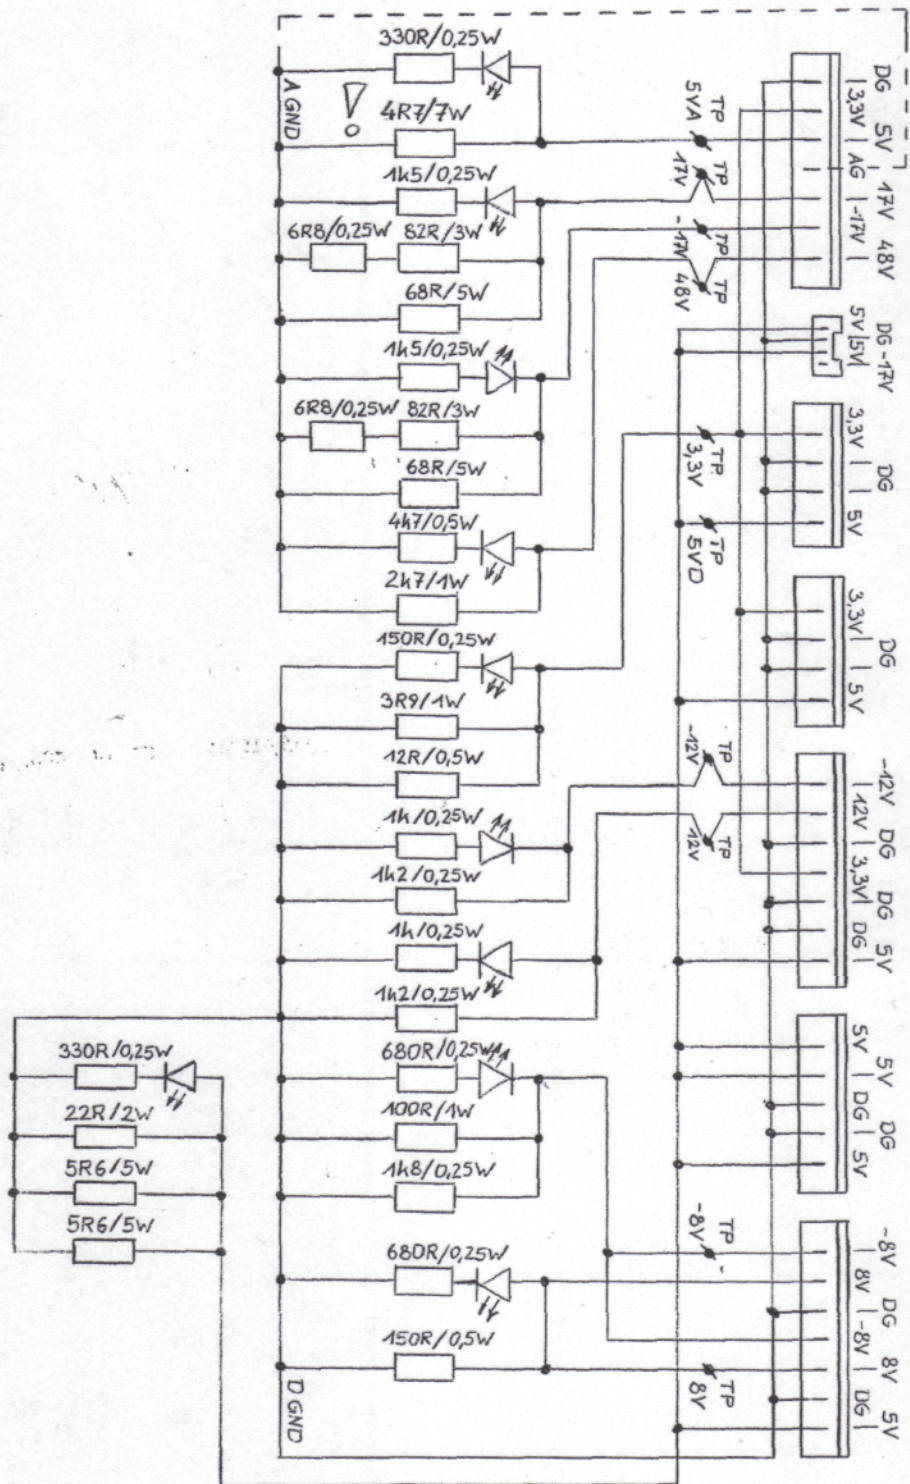 330R/0,25W
A GND
!
4R7/7W
1k5/0,25W
6R8/0,25W
82R/3W
68R/5W
1k5/0,25W
6R8/0,25W
82R/3W
68R/5W
4k7/0,5W
2k7/1W
150R/0,25W
3R9/1W
12R/0,5W
1k/0,25W
1k2/0,25W
1k/0,25W
1k2/0,25W
680R/0,25W
100R/1W
1k8/0,25W
680R/0,25W
150R/0,5W
D GND
330R/0,25W
22R/2W
5R6/5W
5R6/5W
TP
5VA
TP
17V
TP
-17V
TP
48V
TP
3,3V
TP
5VD
TP
-12V
TP
12V
TP
-8V
TP
8V
DG
3,3V
5V
AG
17V
-17V
48V
5V
DG
5V
-17V
3,3V
DG
5V
3,3V
DG
5V
-12V
12V
DG
3,3V
DG
DG
5V
5V
5V
DG
DG
5V
-8V
8V
DG
-8V
8V
DG
5V